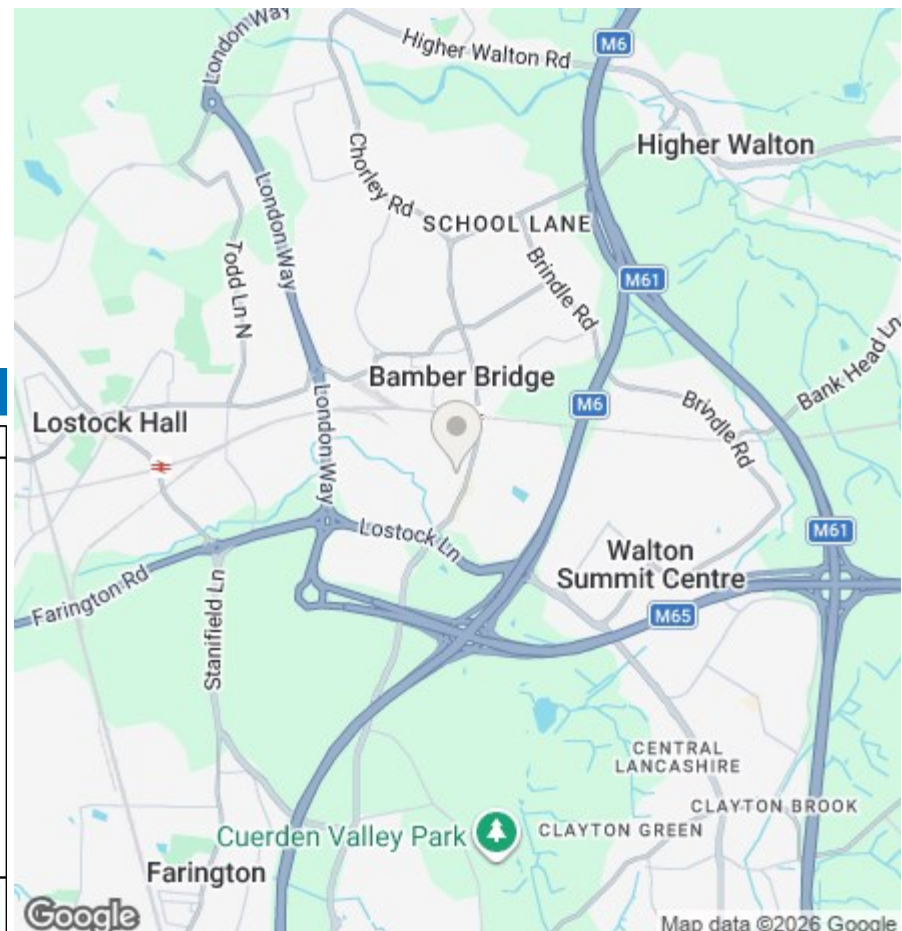 London Way
Higher Walton Rd
M6
Higher Walton
Chorley Rd
SCHOOL LANE
London Way
Todd Ln N
Brindle Rd
M61
Bank Head Ln
Bamber Bridge
M6
Brindle Rd
Lostock Hall
London Way
Lostock Ln
M61
Walton
Summit Centre
Farington Rd
Stanifield Ln
M65
CENTRAL
LANCASHIRE
CLAYTON BROOK
Cuerden Valley Park
CLAYTON GREEN
Farington
Google
Map data ©2026 Google